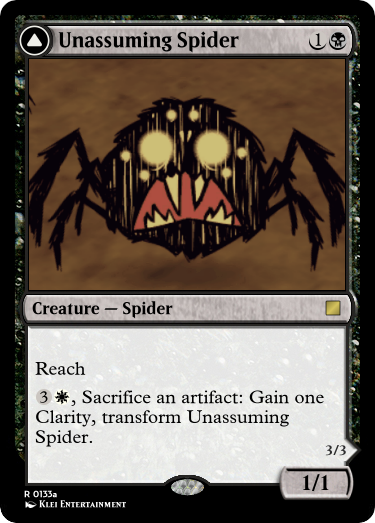 Unassuming Spider 1
Creature — Spider
Reach
3, Sacrifice an artifact: Gain one
Clarity, transform Unassuming
Spider.
3/3
1/1
R 0133a
Klei Entertainment